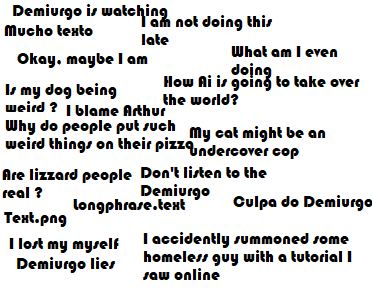 Demiurgo is watching
Mucho texto
I am not doing this
late
Okay, maybe I am
What am I even
doing
How Ai is going to take over
the world?
Is my dog being
weird ?
I blame Arthur
Why do people put such
weird things on their pizza
My cat might be an
undercover cop
Are lizzard people
real ?
Don't listen to the
Demiurgo
Longphrase.text
Culpa do Demiurgo
Text.png
I lost my myself
Demiurgo lies
I accidently summoned some
homeless guy with a tutorial I
saw online